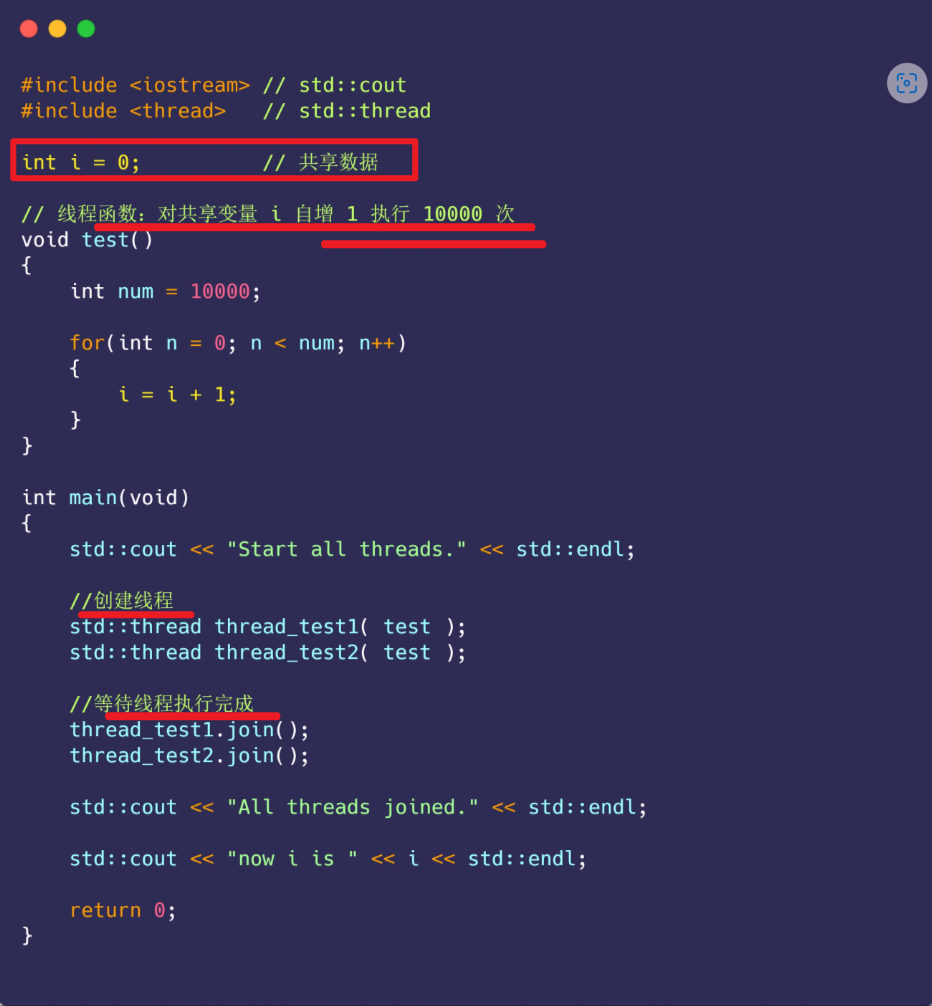 #include <iostream> // std::cout
#include <thread>   // std::thread
int i = 0;          // 共享数据
// 线程函数：对共享变量 i 自增 1 执行 10000 次
void test()
{
    int num = 10000;
    for(int n = 0; n < num; n++)
    {
        i = i + 1;
    }
}
int main(void)
{
    std::cout << "Start all threads." << std::endl;
    //创建线程
    std::thread thread_test1( test );
    std::thread thread_test2( test );
    //等待线程执行完成
    thread_test1.join();
    thread_test2.join();
    std::cout << "All threads joined." << std::endl;
    std::cout << "now i is " << i << std::endl;
    return 0;
}